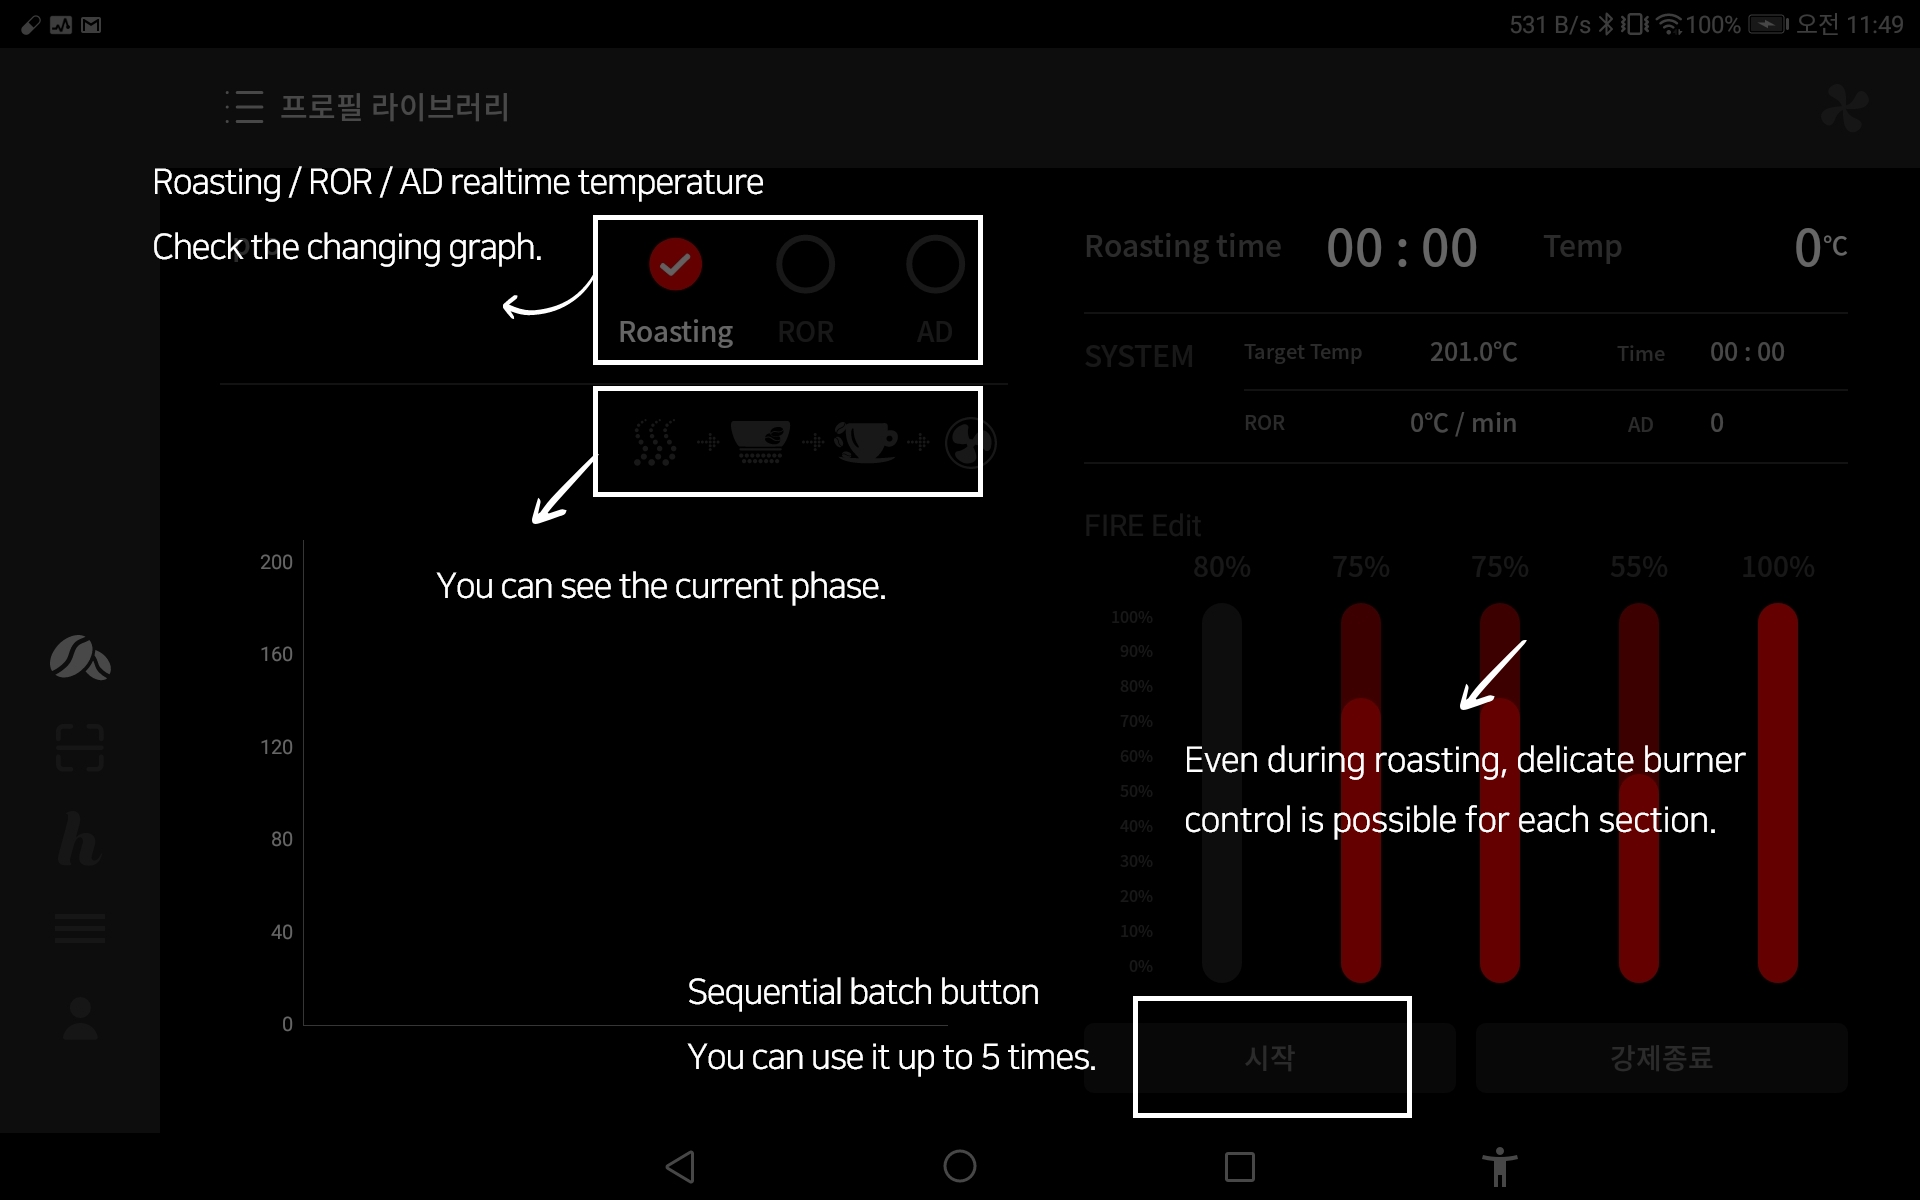 531 B/s 100% 오전 11:49
프로필 라이브러리
Roasting / ROR / AD realtime temperature
Check the changing graph.
Roasting ROR AD
Roasting time 00 : 00 Temp 0℃
SYSTEM Target Temp 201.0℃ Time 00 : 00
ROR 0℃ / min AD 0
You can see the current phase.
200
160
120
80
40
0
FIRE Edit
80% 75% 75% 55% 100%
100%
90%
80%
70%
60%
50%
40%
30%
20%
10%
0%
Even during roasting, delicate burner
control is possible for each section.
Sequential batch button
You can use it up to 5 times.
시작 강제종료
h